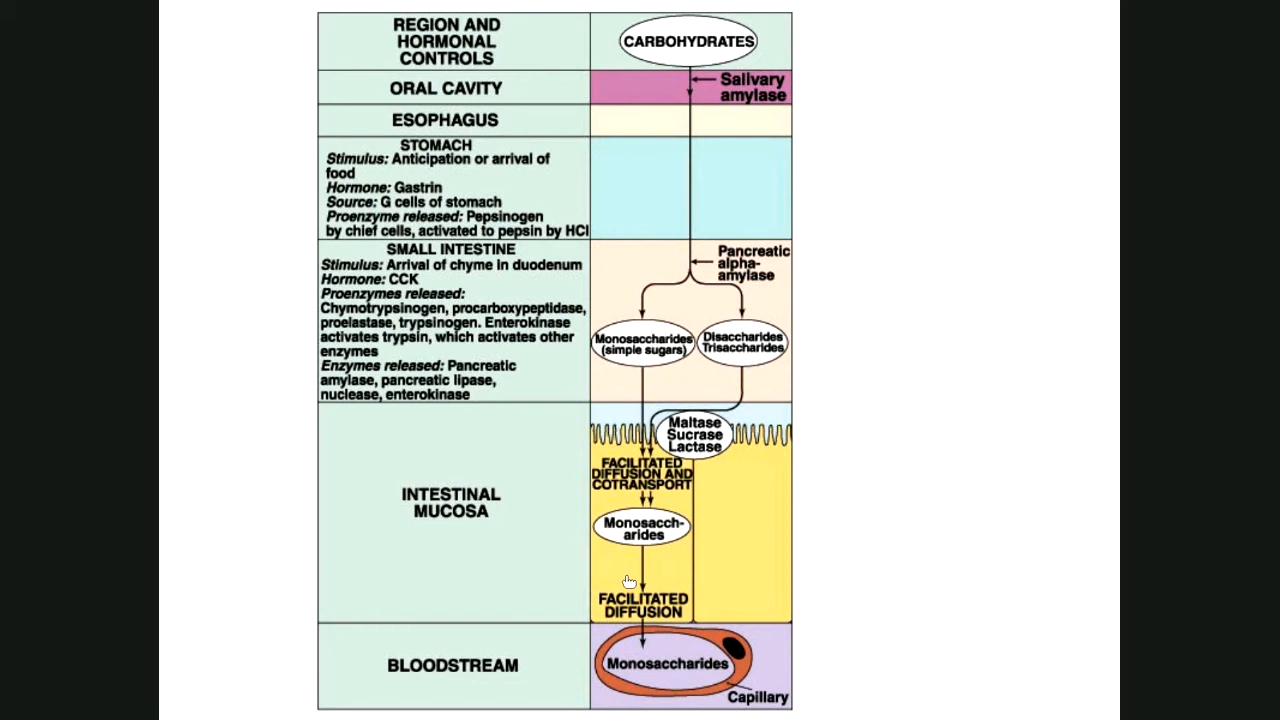 REGION AND
HORMONAL
CONTROLS
CARBOHYDRATES
ORAL CAVITY
Salivary
amylase
ESOPHAGUS
STOMACH
Stimulus: Anticipation or arrival of
food
Hormone: Gastrin
Source: G cells of stomach
Proenzyme released: Pepsinogen
by chief cells, activated to pepsin by HCl
SMALL INTESTINE
Stimulus: Arrival of chyme in duodenum
Hormone: CCK
Proenzymes released:
Chymotrypsinogen, procarboxypeptidase,
proelastase, trypsinogen. Enterokinase
activates trypsin, which activates other
enzymes
Enzymes released: Pancreatic
amylase, pancreatic lipase,
nuclease, enterokinase
Pancreatic
alpha-
amylase
Monosaccharides
(simple sugars)
Disaccharides
Trisaccharides
INTESTINAL
MUCOSA
Maltase
Sucrase
Lactase
FACILITATED
DIFFUSION AND
COTRANSPORT
Monosacch-
arides
FACILITATED
DIFFUSION
BLOODSTREAM
Monosaccharides
Capillary